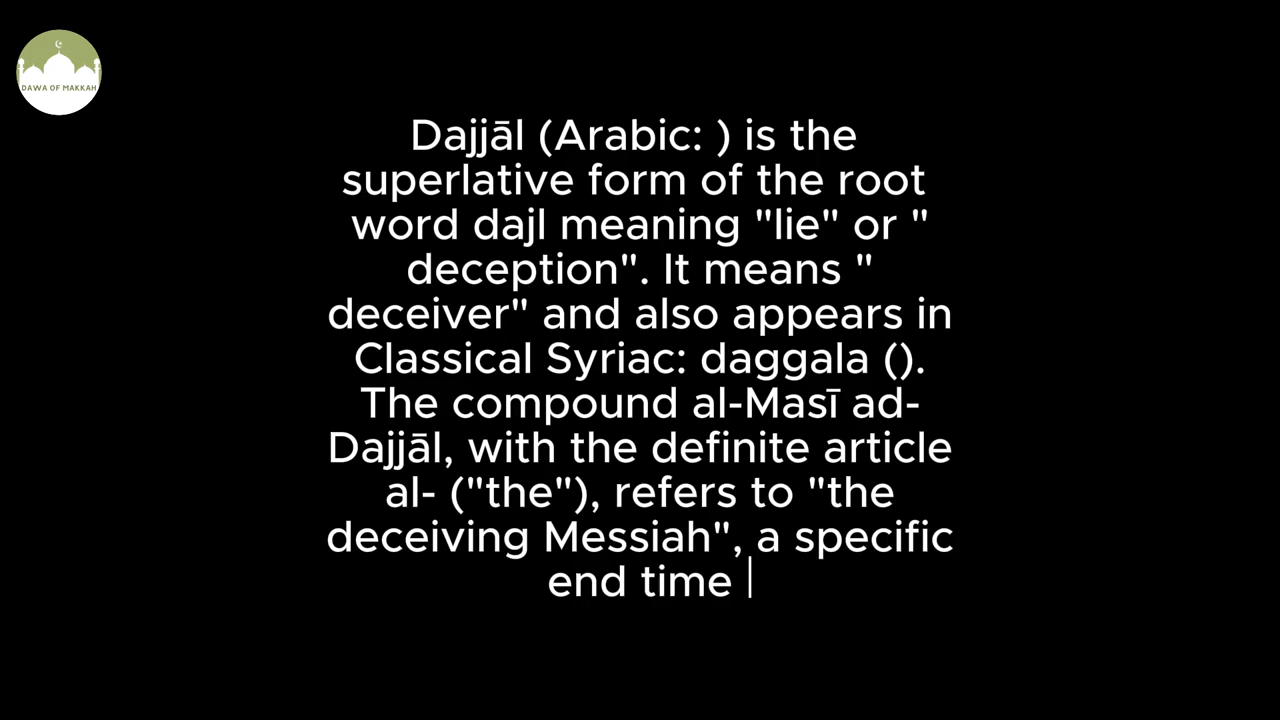 DAWA OF MAKKAH
Dajjāl (Arabic: ) is the
superlative form of the root
word dajl meaning "lie" or "
deception". It means "
deceiver" and also appears in
Classical Syriac: daggala ().
The compound al-Masī ad-
Dajjāl, with the definite article
al- ("the"), refers to "the
deceiving Messiah", a specific
end time